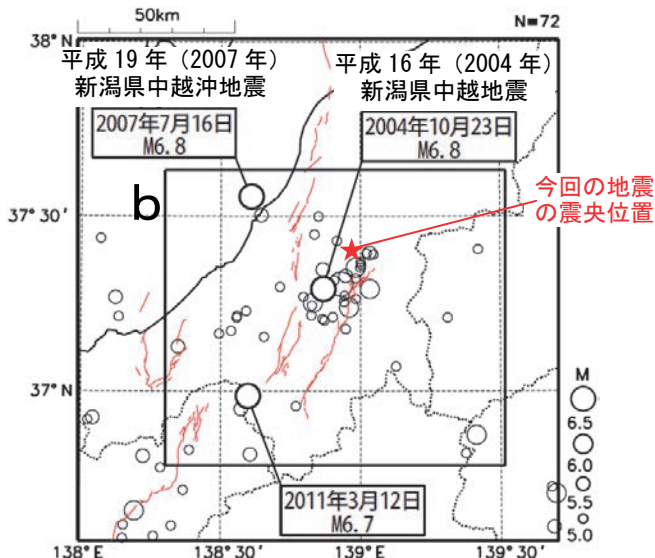 50km
N=72
38°N
平成 19 年（2007 年）
新潟県中越沖地震
平成 16 年（2004 年）
新潟県中越地震
2007年7月16日
M6.8
2004年10月23日
M6.8
b
今回の地震
の震央位置
37°30′
37°N
M
6.5
6.0
5.5
5.0
2011年3月12日
M6.7
138°E
138°30′
139°E
139°30′